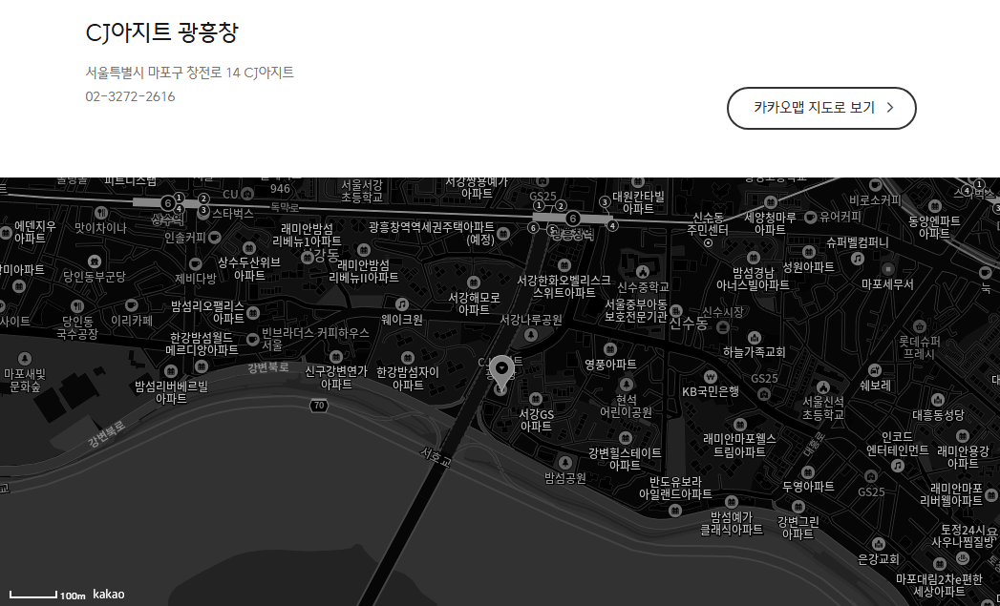 CJ아지트 광흥창
서울특별시 마포구 창전로 14 CJ아지트
02-3272-2616
카카오맵 지도로 보기
피트니스랩
946
CU
스타벅스
독막로
서울서강
초등학교
서강쌍용예가
아파트
GS25
대원칸타빌
아파트
신수동
주민센터
세양청마루
아파트
유어커피
비로소커피
동양엔파트
아파트
에덴지우
아파트
맛이차이나
인솔커피
래미안밤섬
리베뉴1아파트
광흥창역역세권주택아파트
(예정)
슈퍼벨컴퍼니
당인동부군당
제비다방
상수두산위브
아파트
래미안밤섬
리베뉴II아파트
서강한화오벨리스크
스위트아파트
신수중학교
밤섬경남
아너스빌아파트
성원아파트
마포세무서
당인동
국수공장
이리카페
밤섬리오팰리스
아파트
웨이크원
서강해모로
아파트
서강나루공원
서울중부아동
보호전문기관
신수동
신수시장
한강밤섬월드
메르디앙아파트
빈브라더스 커피하우스
서울
하늘가족교회
롯데슈퍼
프레시
마포새빛
문화숲
강변북로
신구강변연가
아파트
한강밤섬자이
아파트
영풍아파트
밤섬리버베르빌
아파트
KB국민은행
GS25
쉐보레
70
현석
어린이공원
서울신석
초등학교
서강GS
아파트
대흥동성당
강변북로
서호교
강변힐스테이트
아파트
래미안마포웰스
트림아파트
대흥로
인코드
엔터테인먼트
래미안용강
아파트
밤섬공원
반도유보라
아일랜드아파트
두영아파트
GS25
래미안마포
리버웰아파트
밤섬예가
클래식아파트
강변그린
아파트
토정24시
사우나찜질방
은강교회
마포대림2차e편한
세상아파트
100m kakao